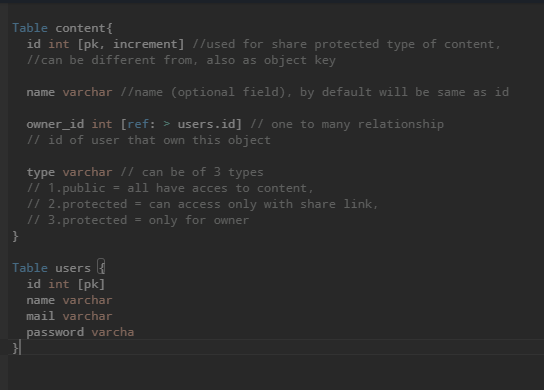 Table content{
id int [pk, increment] //used for share protected type of content,
//can be different from, also as object key
name varchar //name (optional field), by default will be same as id
owner_id int [ref: > users.id] // one to many relationship
// id of user that own this object
type varchar // can be of 3 types
// 1.public = all have acces to content,
// 2.protected = can access only with share link,
// 3.protected = only for owner
}
Table users {
id int [pk]
name varchar
mail varchar
password varcha
}